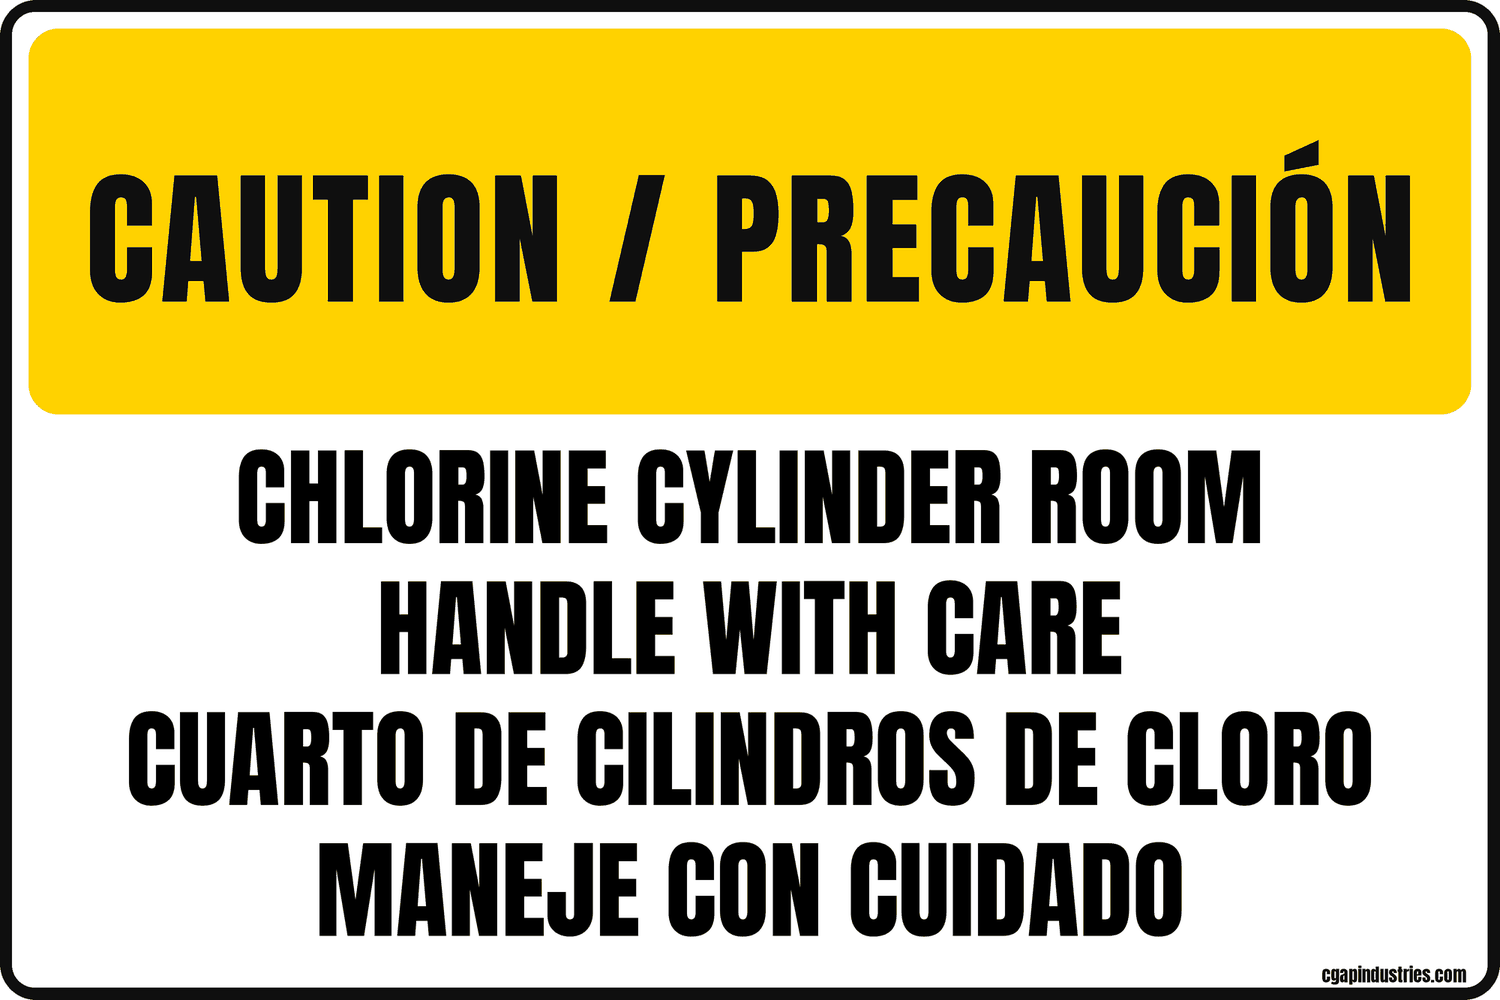 CAUTION / PRECAUCIÓN
CHLORINE CYLINDER ROOM
HANDLE WITH CARE
CUARTO DE CILINDROS DE CLORO
MANEJE CON CUIDADO
cgapindustries.com